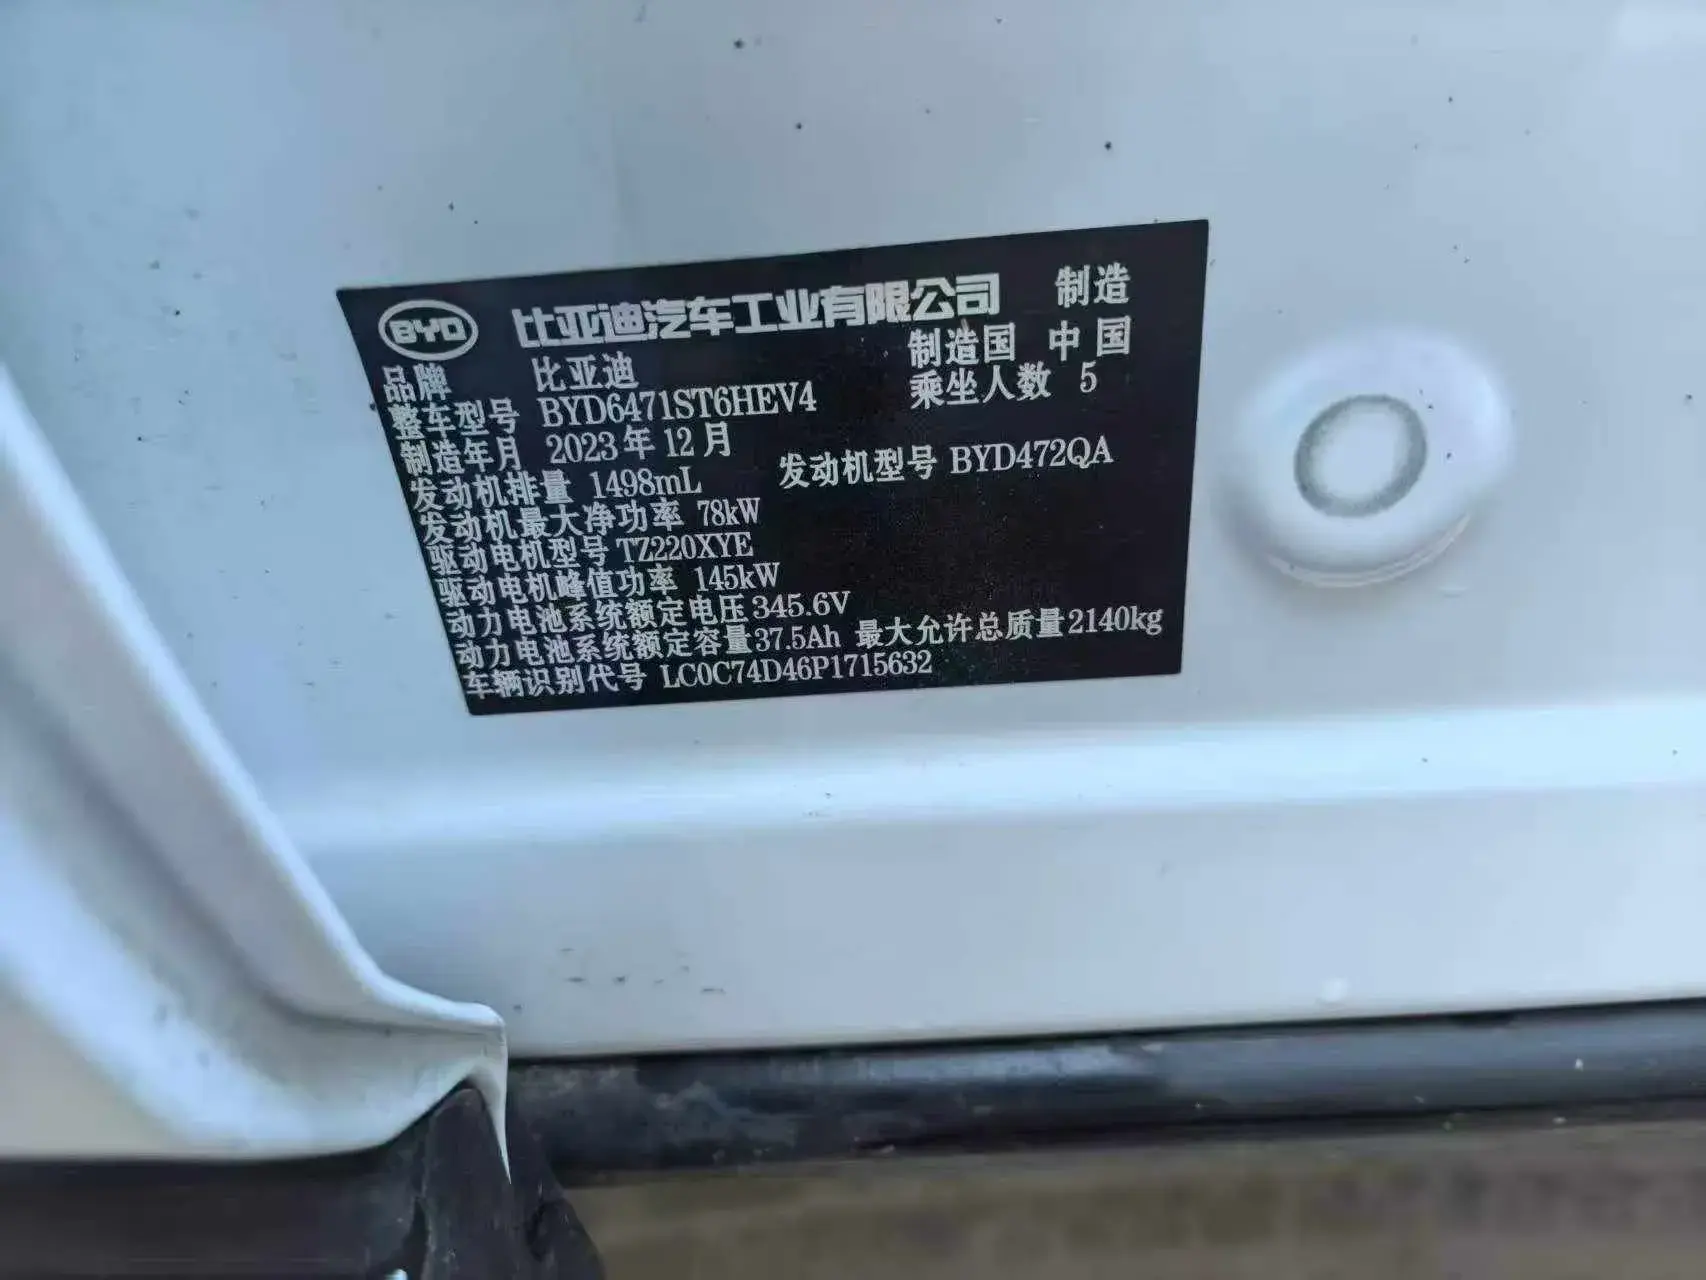 BYD 比亚迪汽车工业有限公司 制造
品牌 比亚迪 制造国 中国
整车型号 BYD6471ST6HEV4 乘坐人数 5
制造年月 2023年12月
发动机排量 1498mL 发动机型号 BYD472QA
发动机最大净功率 78kW
驱动电机型号 TZ220XYE
驱动电机峰值功率 145kW
动力电池系统额定电压 345.6V
动力电池系统额定容量 37.5Ah 最大允许总质量 2140kg
车辆识别代号 LC0C74D46P1715632